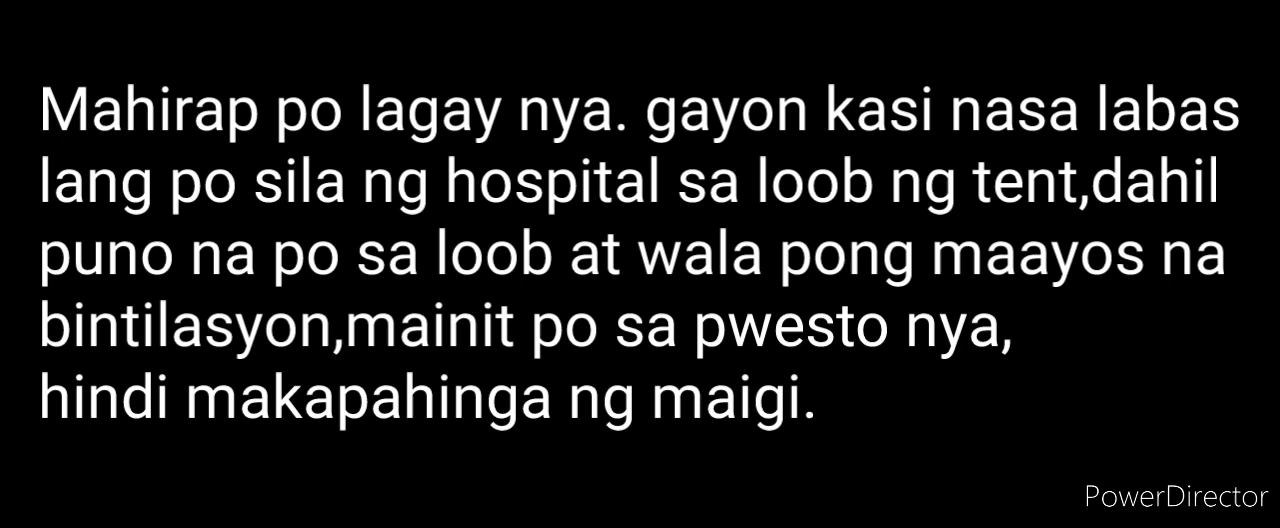 Mahirap po lagay nya. gayon kasi nasa labas
lang po sila ng hospital sa loob ng tent,dahil
puno na po sa loob at wala pong maayos na
bintilasyon,mainit po sa pwesto nya,
hindi makapahinga ng maigi.
PowerDirector